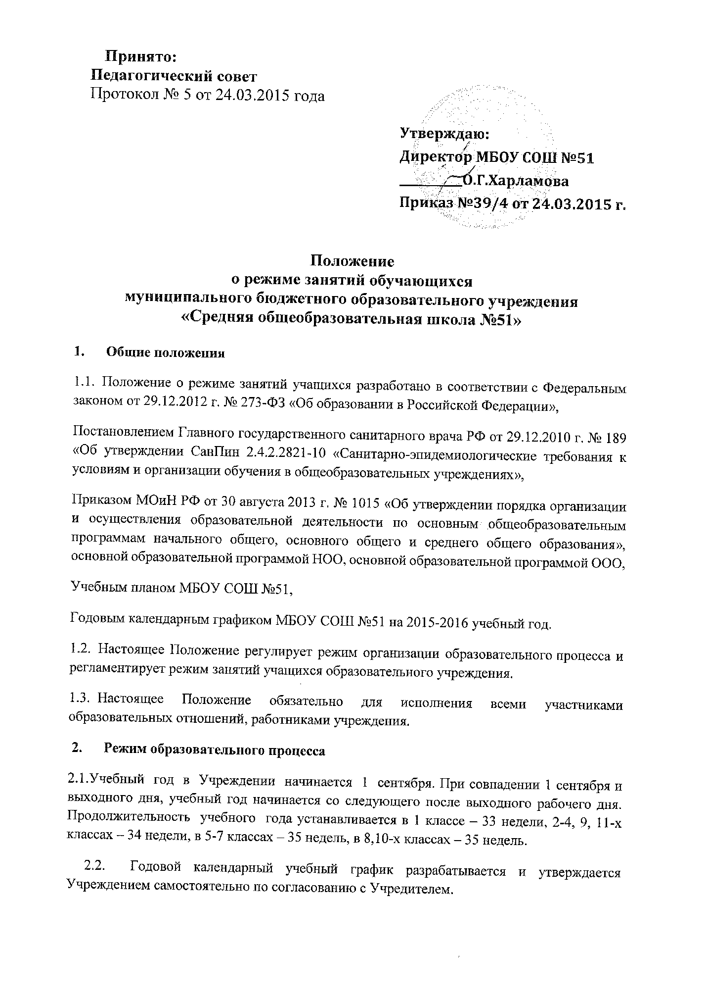 Принято:
Педагогический совет
Протокол № 5 от 24.03.2015 года
Утверждаю:
Директор МБОУ СОШ №51
________О.Г.Харламова
Приказ №39/4 от 24.03.2015 г.
Положение
о режиме занятий обучающихся
муниципального бюджетного образовательного учреждения
«Средняя общеобразовательная школа №51»
1. Общие положения
1.1. Положение о режиме занятий учащихся разработано в соответствии с Федеральным
законом от 29.12.2012 г. № 273-ФЗ «Об образовании в Российской Федерации»,
Постановлением Главного государственного санитарного врача РФ от 29.12.2010 г. № 189
«Об утверждении СанПин 2.4.2.2821-10 «Санитарно-эпидемиологические требования к
условиям и организации обучения в общеобразовательных учреждениях»,
Приказом МОиН РФ от 30 августа 2013 г. № 1015 «Об утверждении порядка организации
и осуществления образовательной деятельности по основным общеобразовательным
программам начального общего, основного общего и среднего общего образования»,
основной образовательной программой НОО, основной образовательной программой ООО,
Учебным планом МБОУ СОШ №51,
Годовым календарным графиком МБОУ СОШ №51 на 2015-2016 учебный год.
1.2. Настоящее Положение регулирует режим организации образовательного процесса и
регламентирует режим занятий учащихся образовательного учреждения.
1.3. Настоящее Положение обязательно для исполнения всеми участниками
образовательных отношений, работниками учреждения.
2. Режим образовательного процесса
2.1.Учебный год в Учреждении начинается 1 сентября. При совпадении 1 сентября и
выходного дня, учебный год начинается со следующего после выходного рабочего дня.
Продолжительность учебного года устанавливается в 1 классе – 33 недели, 2-4, 9, 11-х
классах – 34 недели, в 5-7 классах – 35 недель, в 8,10-х классах – 35 недель.
2.2. Годовой календарный учебный график разрабатывается и утверждается
Учреждением самостоятельно по согласованию с Учредителем.